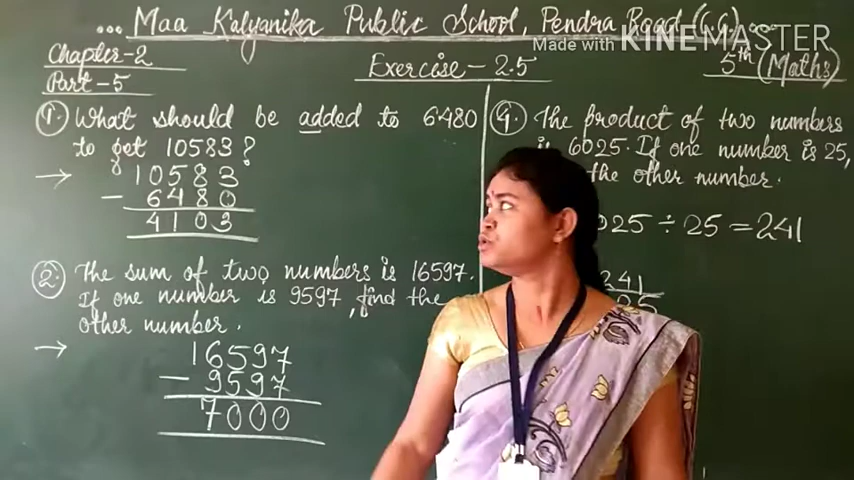 ... Maa Kalyanika Public School, Pendra Road (C.G.) ...
Made with KINEMASTER
Chapter-2
Part-5
Exercise-2.5
5th (Maths)
1. What should be added to 6480
to get 10583?
→ 10583
- 6480
4103
2. The sum of two numbers is 16597.
If one number is 9597, find the
other number.
→ 16597
- 9597
7000
9. The product of two numbers
is 6025. If one number is 25,
the other number.
025 ÷ 25 = 241
241